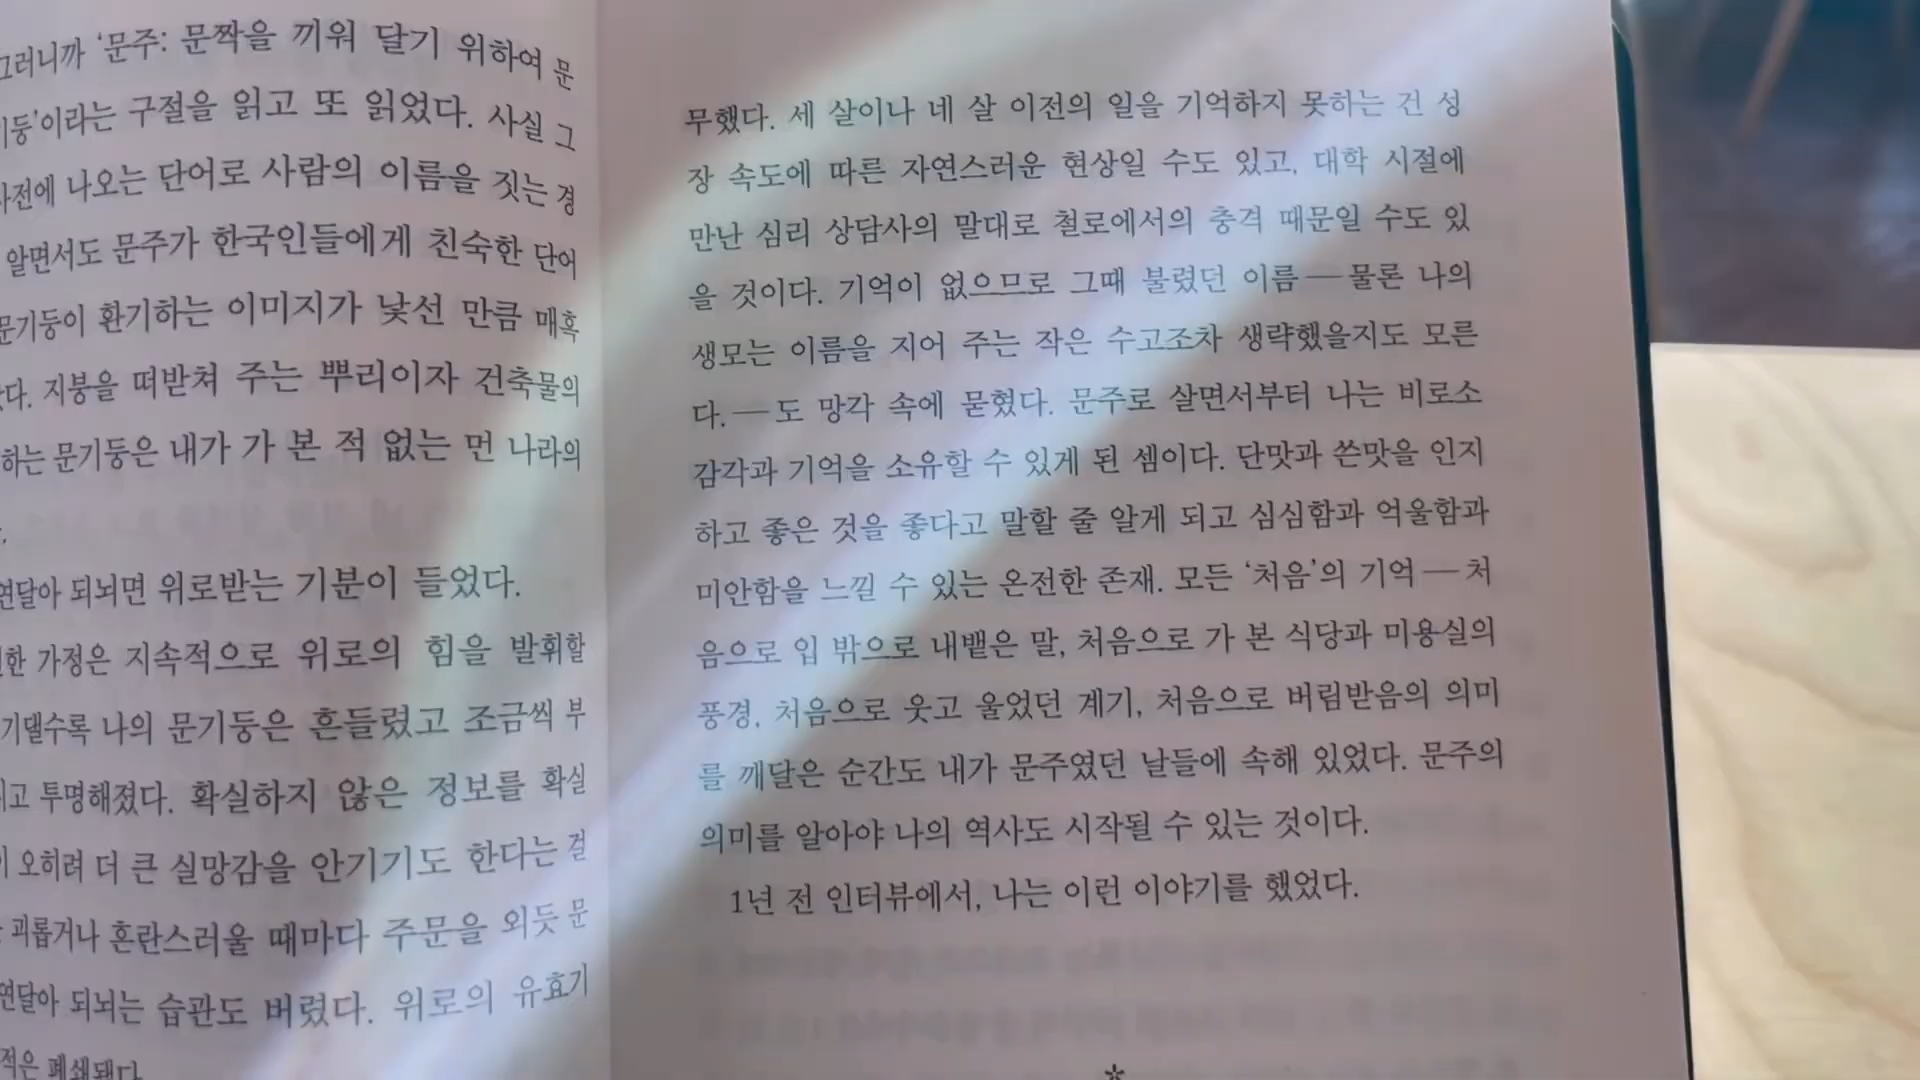 그러니까 ‘문주: 문짝을 끼워 달기 위하여 문
기둥’이라는 구절을 읽고 또 읽었다. 사실 그
사전에 나오는 단어로 사람의 이름을 짓는 경
알면서도 문주가 한국인들에게 친숙한 단어
문기둥이 환기하는 이미지가 낯선 만큼 매혹
다. 지붕을 떠받쳐 주는 뿌리이자 건축물의
하는 문기둥은 내가 가 본 적 없는 먼 나라의
연달아 되뇌면 위로받는 기분이 들었다.
한 가정은 지속적으로 위로의 힘을 발휘할
기댈수록 나의 문기둥은 흔들렸고 조금씩 부
고 투명해졌다. 확실하지 않은 정보를 확실
오히려 더 큰 실망감을 안기기도 한다는 걸
괴롭거나 혼란스러울 때마다 주문을 외듯 문
연달아 되뇌는 습관도 버렸다. 위로의 유효기
적은 폐쇄됐다.
무했다. 세 살이나 네 살 이전의 일을 기억하지 못하는 건 성
장 속도에 따른 자연스러운 현상일 수도 있고, 대학 시절에
만난 심리 상담사의 말대로 철로에서의 충격 때문일 수도 있
을 것이다. 기억이 없으므로 그때 불렸던 이름—물론 나의
생모는 이름을 지어 주는 작은 수고조차 생략했을지도 모른
다.—도 망각 속에 묻혔다. 문주로 살면서부터 나는 비로소
감각과 기억을 소유할 수 있게 된 셈이다. 단맛과 쓴맛을 인지
하고 좋은 것을 좋다고 말할 줄 알게 되고 심심함과 억울함과
미안함을 느낄 수 있는 온전한 존재. 모든 ‘처음’의 기억—처
음으로 입 밖으로 내뱉은 말, 처음으로 가 본 식당과 미용실의
풍경, 처음으로 웃고 울었던 계기, 처음으로 버림받음의 의미
를 깨달은 순간도 내가 문주였던 날들에 속해 있었다. 문주의
의미를 알아야 나의 역사도 시작될 수 있는 것이다.
1년 전 인터뷰에서, 나는 이런 이야기를 했었다.
*